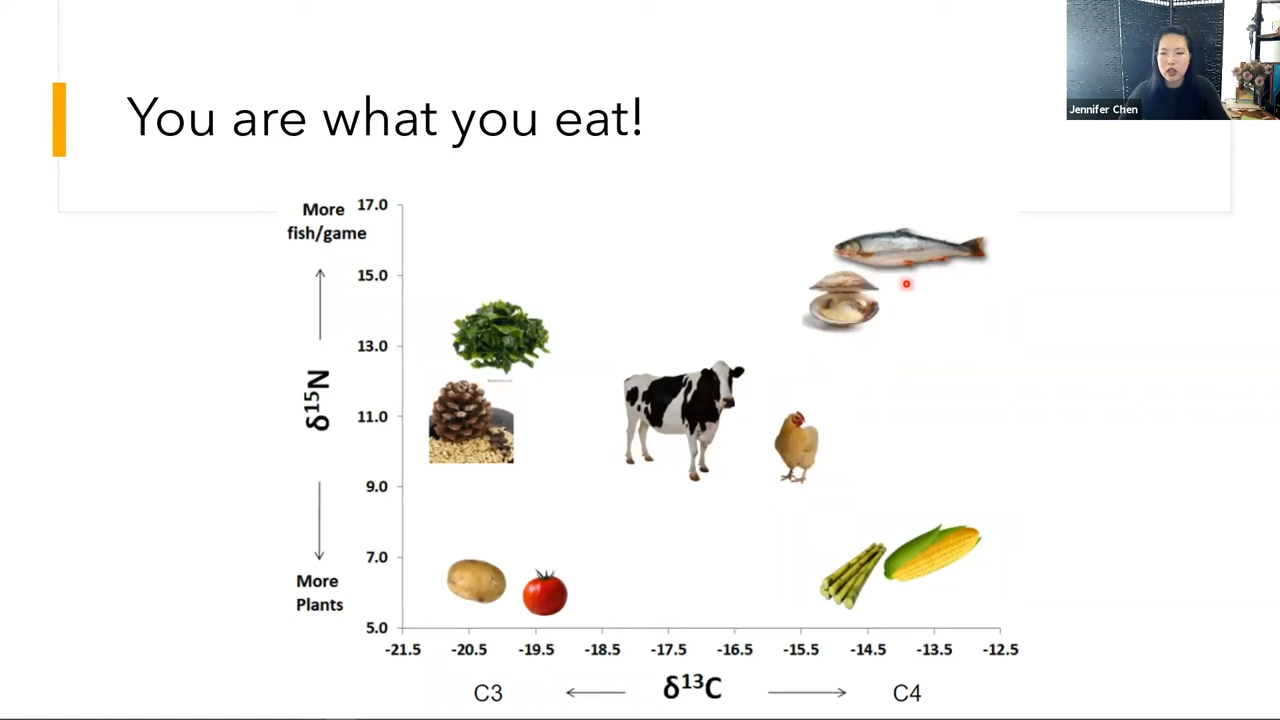 You are what you eat!
Jennifer Chen
More
fish/game
17.0
15.0
13.0
11.0
9.0
7.0
5.0
δ¹⁵N
More
Plants
-21.5 -20.5 -19.5 -18.5 -17.5 -16.5 -15.5 -14.5 -13.5 -12.5
C3 δ¹³C C4